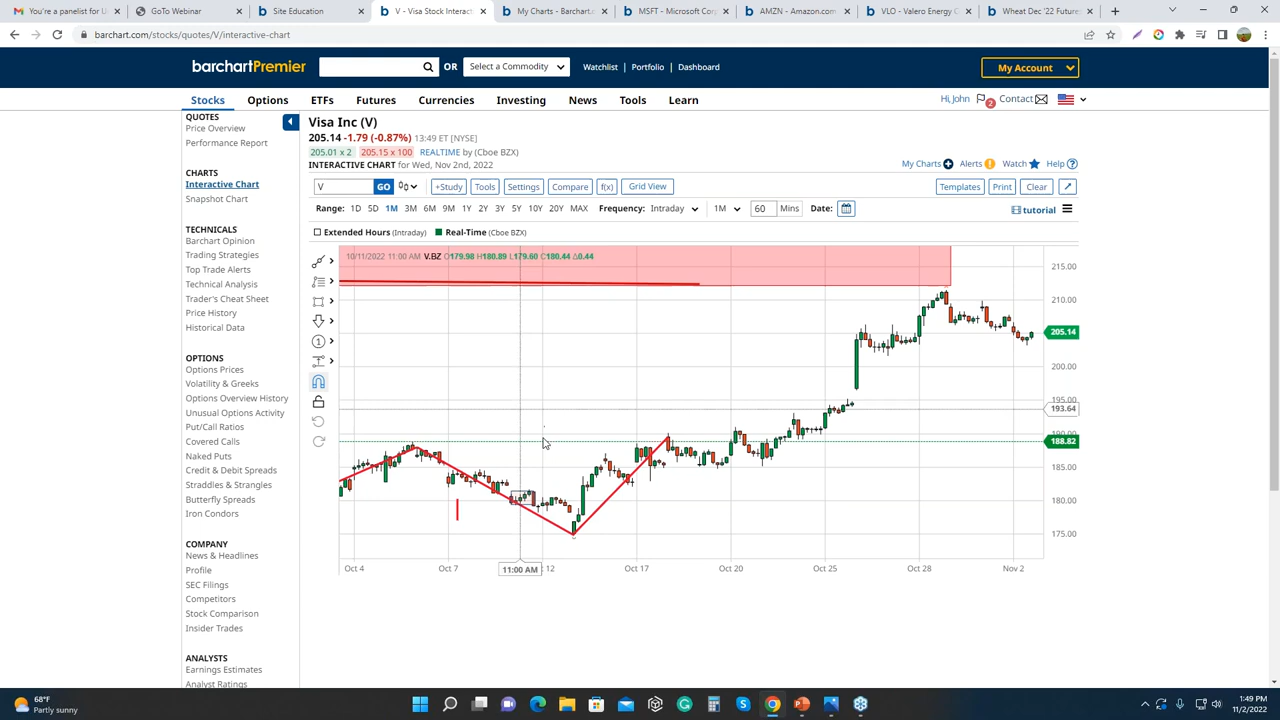 You're on the calendar for U
GoTo Webinar
Site Education
V - Visa Stock Interac
My Charts - Barchart.c
MSFT - Microsoft Corp
AMZN - Amazon.com
VLO - Valero Energy C
Wheat Dec '22 Future
barchart.com/stocks/quotes/V/interactive-chart
barchartPremier
OR
Select a Commodity
Watchlist
Portfolio
Dashboard
My Account
Stocks
Options
ETFs
Futures
Currencies
Investing
News
Tools
Learn
Hi, John
2
Contact
QUOTES
Price Overview
Performance Report
CHARTS
Interactive Chart
Snapshot Chart
TECHNICALS
Barchart Opinion
Trading Strategies
Top Trade Alerts
Technical Analysis
Trader's Cheat Sheet
Price History
Historical Data
OPTIONS
Options Prices
Volatility & Greeks
Options Overview History
Unusual Options Activity
Put/Call Ratios
Covered Calls
Naked Puts
Credit & Debit Spreads
Straddles & Strangles
Butterfly Spreads
Iron Condors
COMPANY
News & Headlines
Profile
SEC Filings
Competitors
Stock Comparison
Insider Trades
ANALYSTS
Earnings Estimates
Analyst Ratings
Visa Inc (V)
205.14 -1.79 (-0.87%) 13:49 ET [NYSE]
205.01 x 2 205.15 x 100 REALTIME by (Cboe BZX)
INTERACTIVE CHART for Wed, Nov 2nd, 2022
My Charts
Alerts
Watch
Help
V
GO
+Study
Tools
Settings
Compare
f(x)
Grid View
Templates
Print
Clear
Range: 1D 5D 1M 3M 6M 9M 1Y 2Y 3Y 5Y 10Y 20Y MAX
Frequency: Intraday
1M
60 Mins
Date:
tutorial
Extended Hours (Intraday)
Real-Time (Cboe BZX)
10/11/2022 11:00 AM V.BZ O179.98 H180.89 L179.60 C180.44 Δ0.44
215.00
210.00
205.14
200.00
195.00
193.64
190.00
188.82
185.00
180.00
175.00
Oct 4
Oct 7
11:00 AM
12
Oct 17
Oct 20
Oct 25
Oct 28
Nov 2
68°F
Partly sunny
1:49 PM
11/2/2022